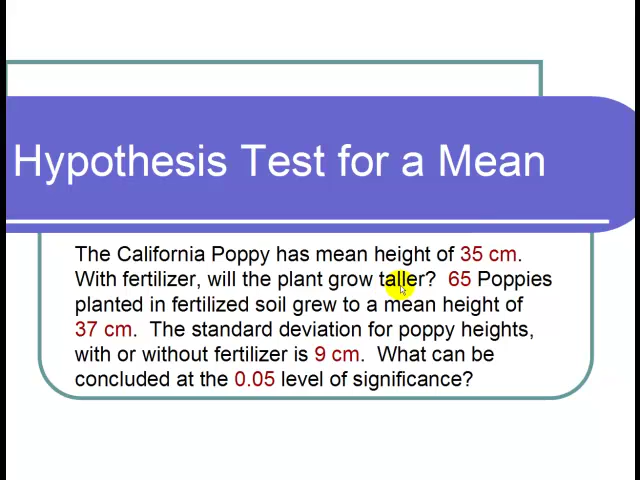 Hypothesis Test for a Mean
The California Poppy has mean height of 35 cm.
With fertilizer, will the plant grow taller? 65 Poppies
planted in fertilized soil grew to a mean height of
37 cm. The standard deviation for poppy heights,
with or without fertilizer is 9 cm. What can be
concluded at the 0.05 level of significance?